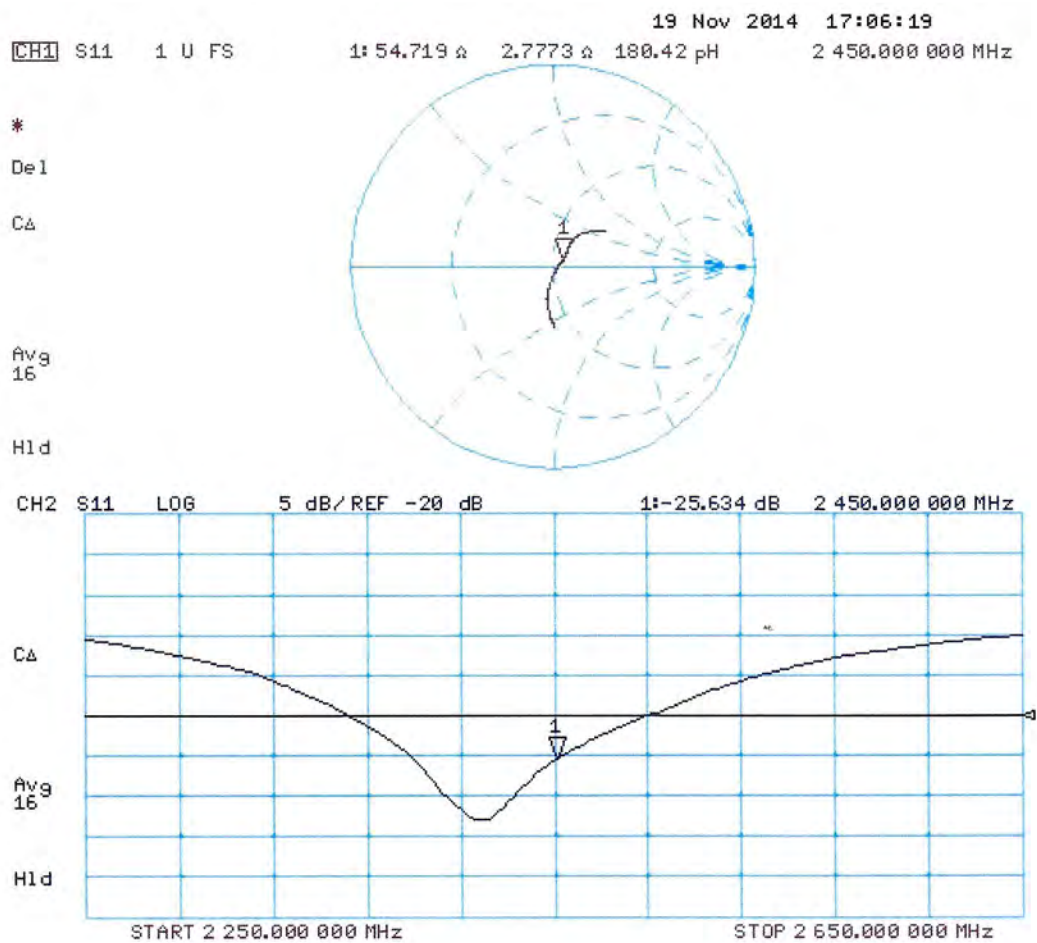 19 Nov 2014 17:06:19
CH1 S11 1 U FS 1: 54.719 Ω 2.7773 Ω 180.42 pH 2 450.000 000 MHz
*
Del
CΔ
1
Avg
16
Hld
CH2 S11 LOG 5 dB/REF -20 dB 1:-25.634 dB 2 450.000 000 MHz
CΔ
1
Avg
16
Hld
START 2 250.000 000 MHz STOP 2 650.000 000 MHz